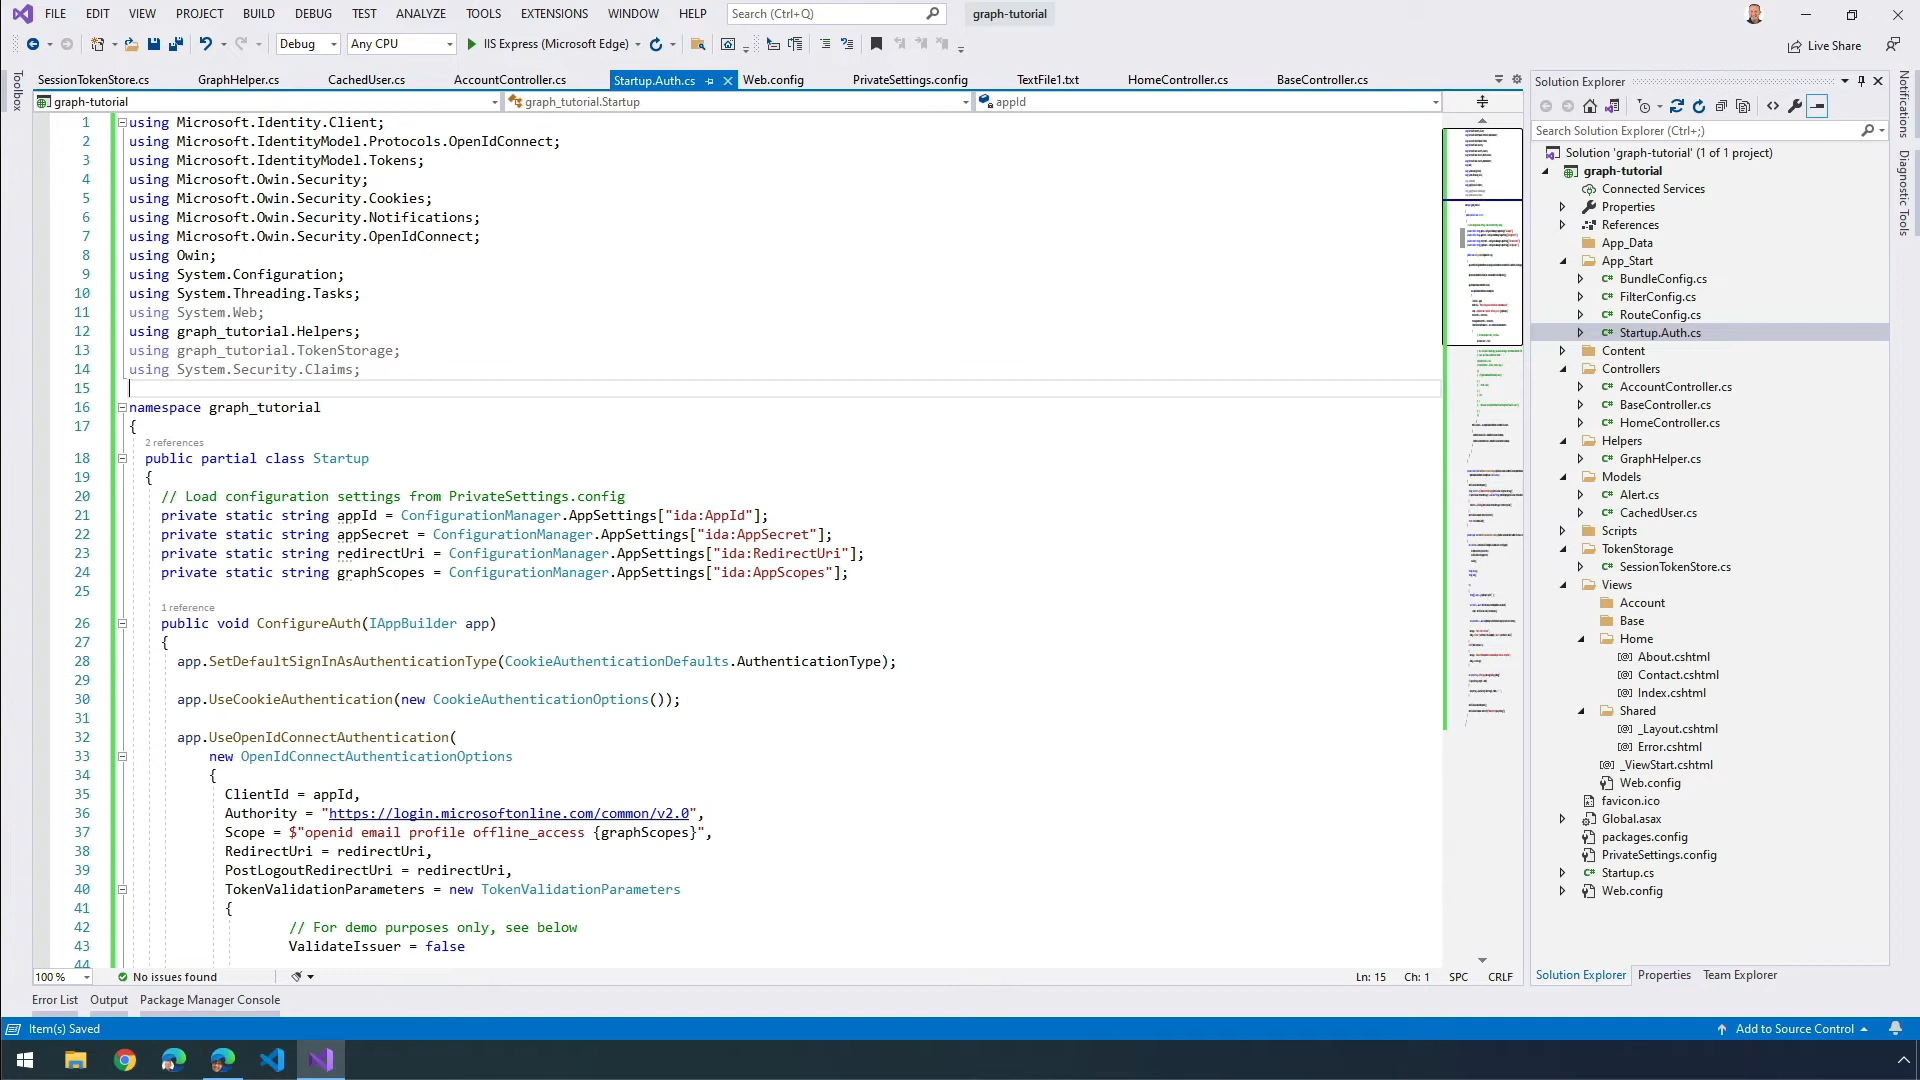 FILE EDIT VIEW PROJECT BUILD DEBUG TEST ANALYZE TOOLS EXTENSIONS WINDOW HELP Search (Ctrl+Q) graph-tutorial
Debug Any CPU IIS Express (Microsoft Edge) Live Share
SessionTokenStore.cs GraphHelper.cs CachedUser.cs AccountController.cs Startup.Auth.cs Web.config PrivateSettings.config TextFile1.txt HomeController.cs BaseController.cs
Toolbox
graph-tutorial graph_tutorial.Startup appId
1 using Microsoft.Identity.Client;
2 using Microsoft.IdentityModel.Protocols.OpenIdConnect;
3 using Microsoft.IdentityModel.Tokens;
4 using Microsoft.Owin.Security;
5 using Microsoft.Owin.Security.Cookies;
6 using Microsoft.Owin.Security.Notifications;
7 using Microsoft.Owin.Security.OpenIdConnect;
8 using Owin;
9 using System.Configuration;
10 using System.Threading.Tasks;
11 using System.Web;
12 using graph_tutorial.Helpers;
13 using graph_tutorial.TokenStorage;
14 using System.Security.Claims;
15
16 namespace graph_tutorial
17 {
2 references
18 public partial class Startup
19 {
20 // Load configuration settings from PrivateSettings.config
21 private static string appId = ConfigurationManager.AppSettings["ida:AppId"];
22 private static string appSecret = ConfigurationManager.AppSettings["ida:AppSecret"];
23 private static string redirectUri = ConfigurationManager.AppSettings["ida:RedirectUri"];
24 private static string graphScopes = ConfigurationManager.AppSettings["ida:AppScopes"];
25
1 reference
26 public void ConfigureAuth(IAppBuilder app)
27 {
28 app.SetDefaultSignInAsAuthenticationType(CookieAuthenticationDefaults.AuthenticationType);
29
30 app.UseCookieAuthentication(new CookieAuthenticationOptions());
31
32 app.UseOpenIdConnectAuthentication(
33 new OpenIdConnectAuthenticationOptions
34 {
35 ClientId = appId,
36 Authority = "https://login.microsoftonline.com/common/v2.0",
37 Scope = $"openid email profile offline_access {graphScopes}",
38 RedirectUri = redirectUri,
39 PostLogoutRedirectUri = redirectUri,
40 TokenValidationParameters = new TokenValidationParameters
41 {
42 // For demo purposes only, see below
43 ValidateIssuer = false
44
100 % No issues found Ln: 15 Ch: 1 SPC CRLF
Error List Output Package Manager Console
Item(s) Saved Add to Source Control
Solution Explorer
Search Solution Explorer (Ctrl+;)
Solution 'graph-tutorial' (1 of 1 project)
graph-tutorial
Connected Services
Properties
References
App_Data
App_Start
BundleConfig.cs
FilterConfig.cs
RouteConfig.cs
Startup.Auth.cs
Content
Controllers
AccountController.cs
BaseController.cs
HomeController.cs
Helpers
GraphHelper.cs
Models
Alert.cs
CachedUser.cs
Scripts
TokenStorage
SessionTokenStore.cs
Views
Account
Base
Home
About.cshtml
Contact.cshtml
Index.cshtml
Shared
_Layout.cshtml
Error.cshtml
_ViewStart.cshtml
Web.config
favicon.ico
Global.asax
packages.config
PrivateSettings.config
Startup.cs
Web.config
Solution Explorer Properties Team Explorer
Notifications
Diagnostic Tools